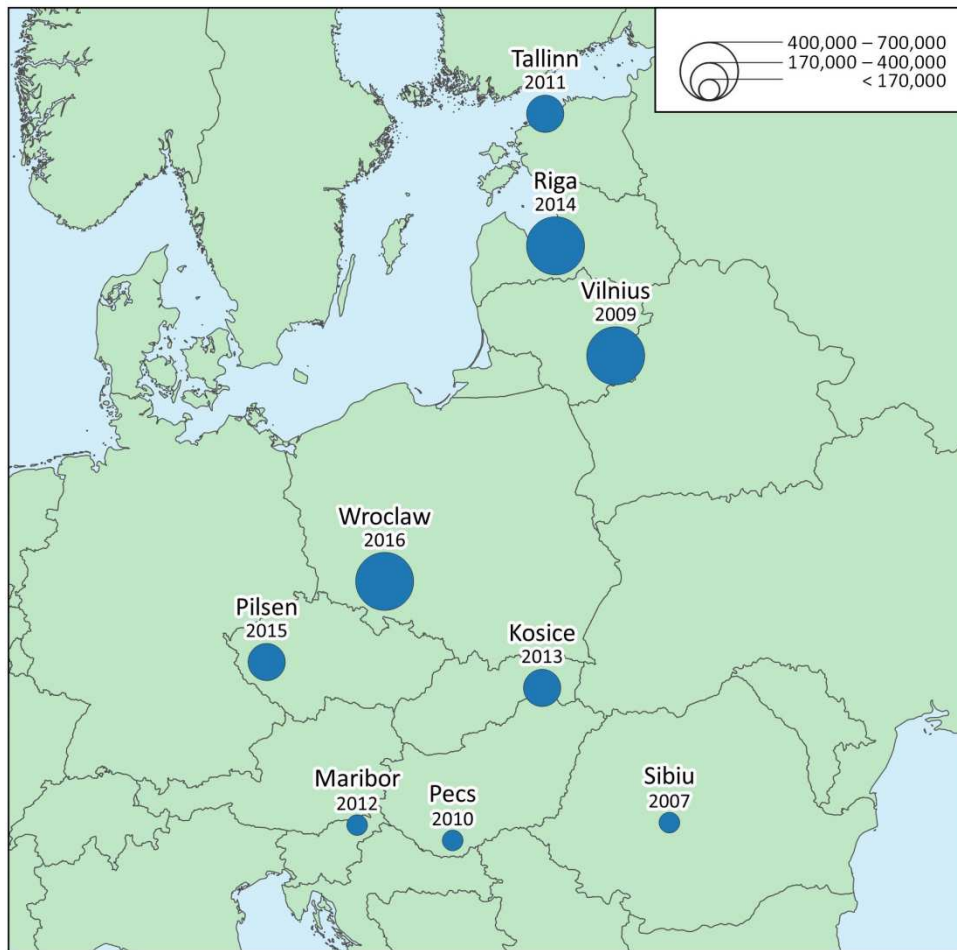 400,000 – 700,000
170,000 – 400,000
< 170,000
Tallinn
2011
Riga
2014
Vilnius
2009
Wroclaw
2016
Pilsen
2015
Kosice
2013
Maribor
2012
Pecs
2010
Sibiu
2007